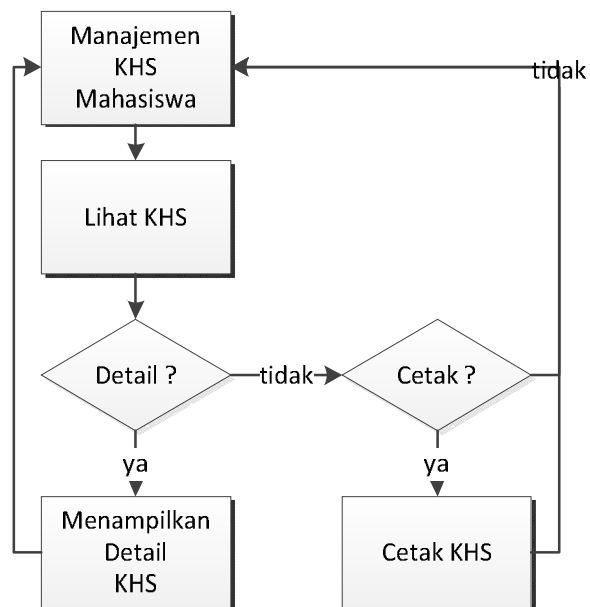 Manajemen
KHS
Mahasiswa
tidak
Lihat KHS
Detail ?
tidak
Cetak ?
ya
ya
Menampilkan
Detail
KHS
Cetak KHS